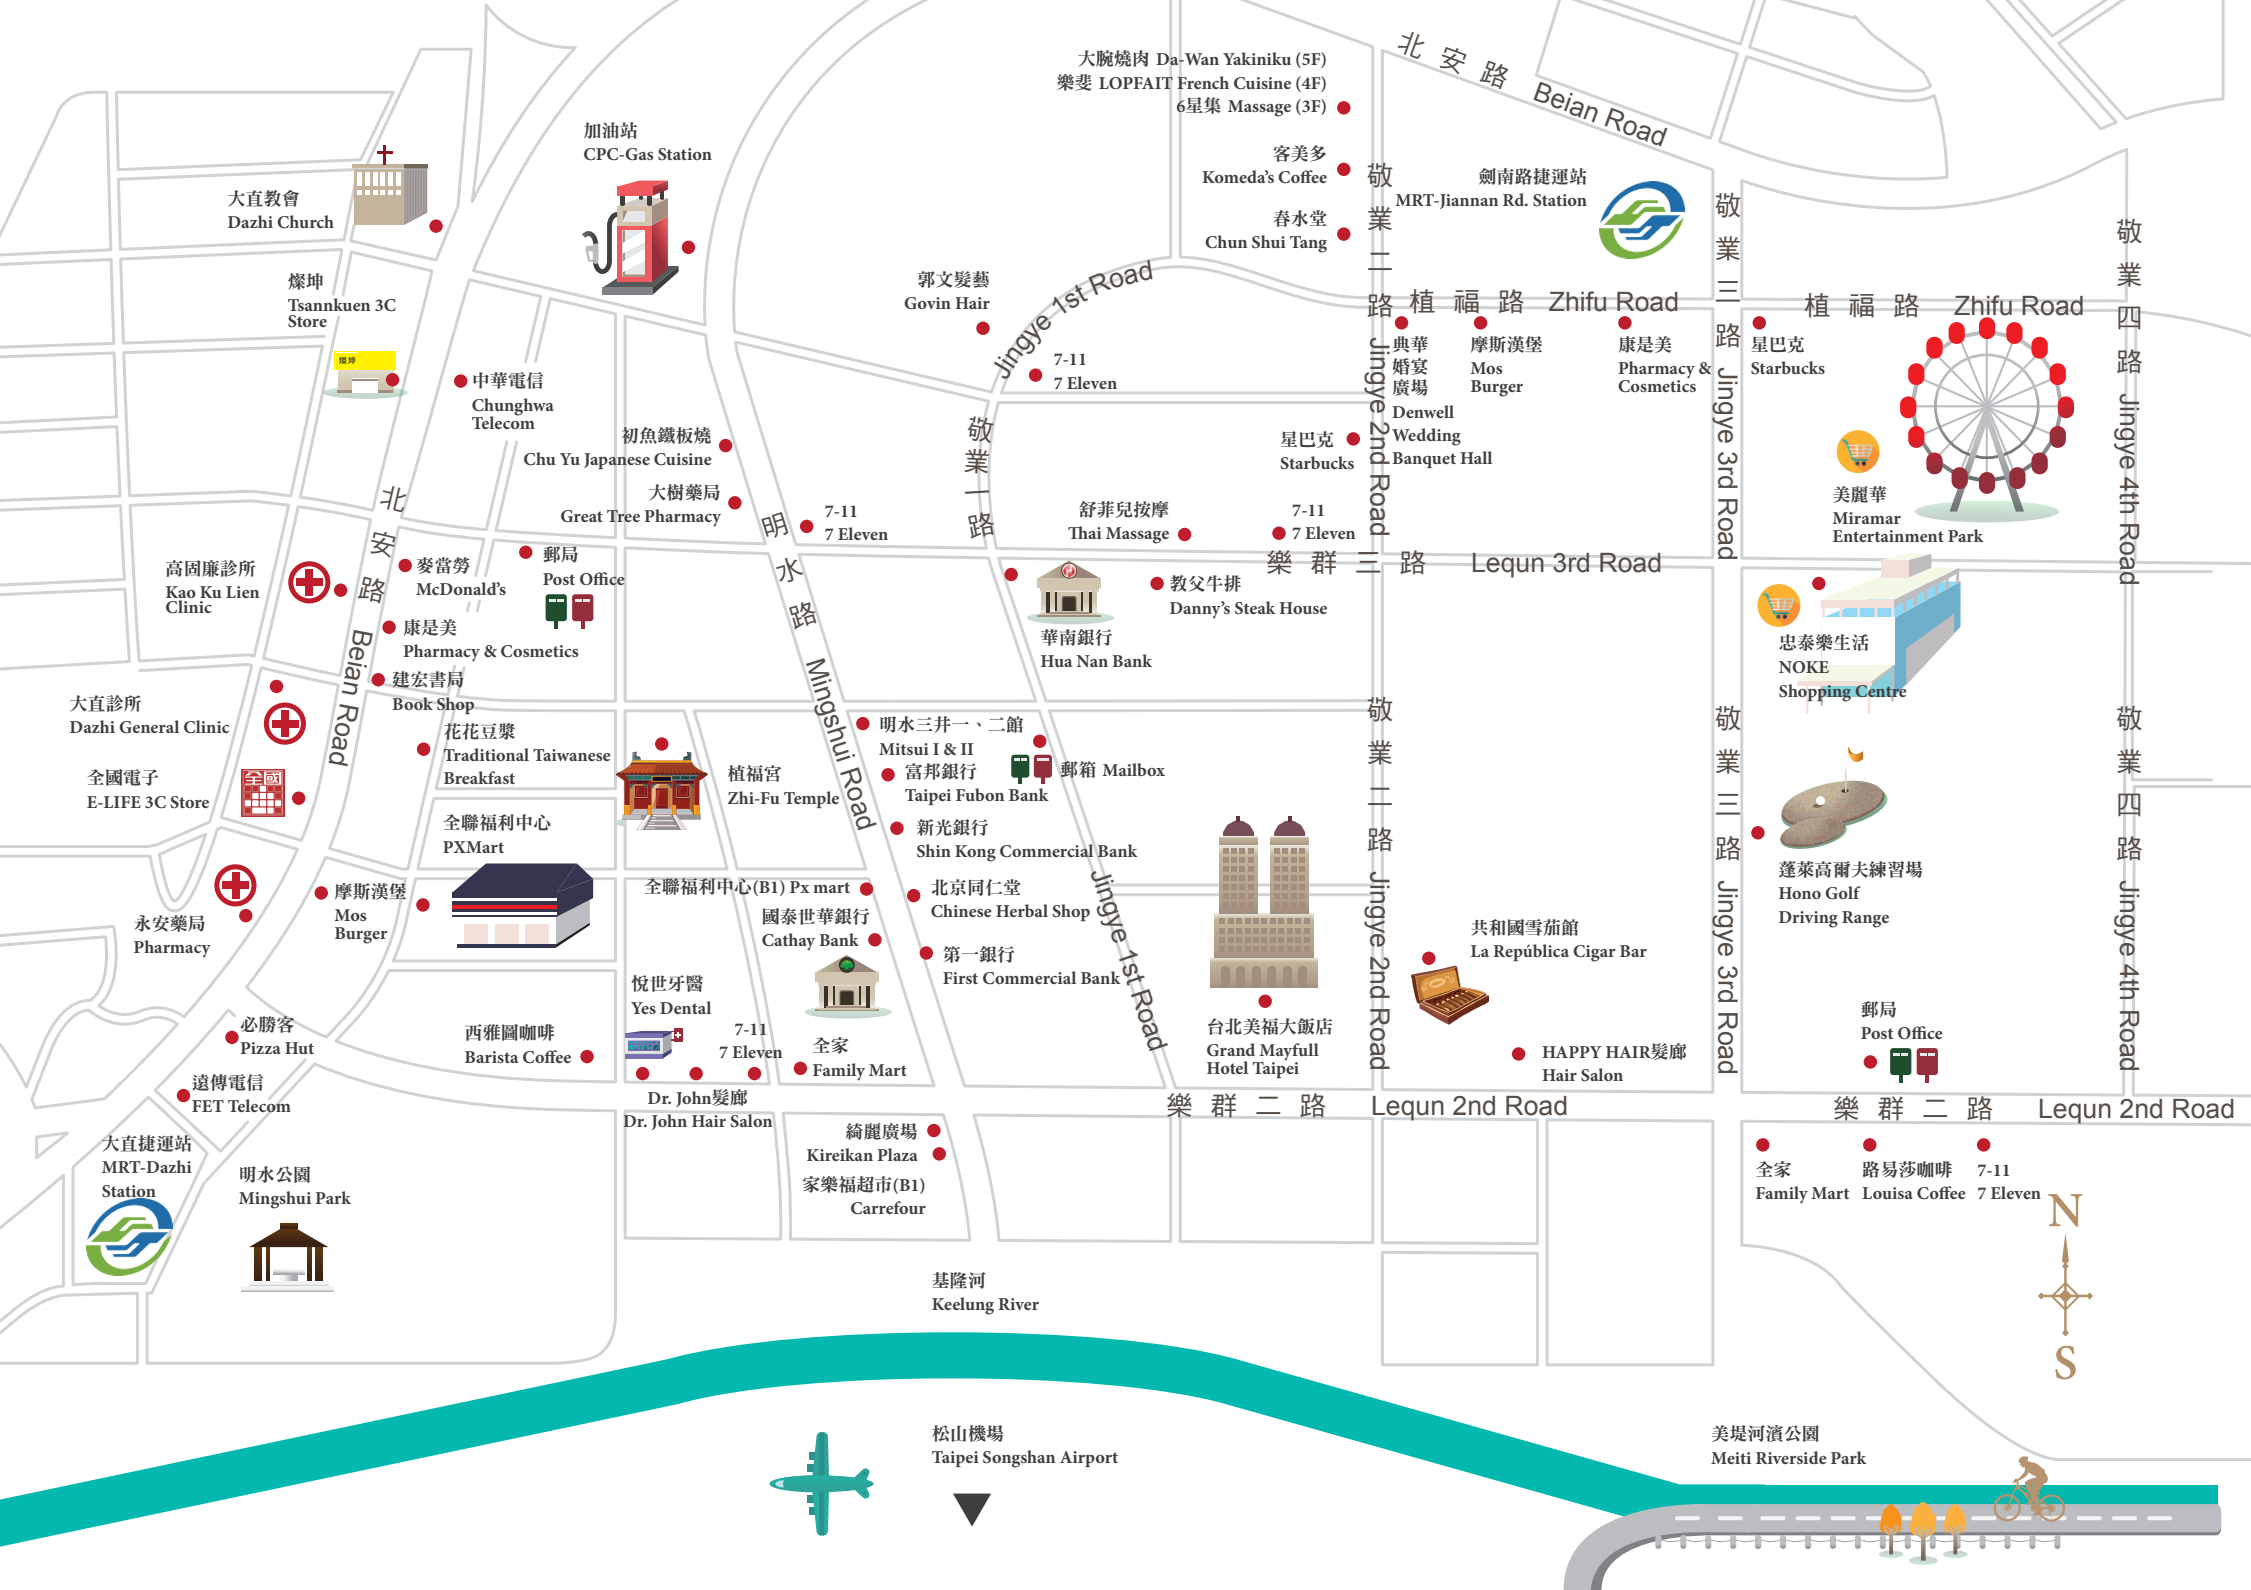 大腕燒肉 Da-Wan Yakiniku (5F)
樂斐 LOPFAIT French Cuisine (4F)
6星集 Massage (3F)
北安路 Beian Road
加油站
CPC-Gas Station
客美多
Komeda's Coffee
劍南路捷運站
MRT-Jiannan Rd. Station
大直教會
Dazhi Church
春水堂
Chun Shui Tang
燦坤
Tsannkuen 3C
Store
燦坤
郭文髮藝
Govin Hair
Jingye 1st Road
敬業一路
敬業二路 Jingye 2nd Road
敬業三路 Jingye 3rd Road
敬業四路 Jingye 4th Road
植福路 Zhifu Road
植福路 Zhifu Road
7-11
7 Eleven
典華
婚宴
廣場
Denwell
Wedding
Banquet Hall
摩斯漢堡
Mos
Burger
康是美
Pharmacy &
Cosmetics
星巴克
Starbucks
中華電信
Chunghwa
Telecom
初魚鐵板燒
Chu Yu Japanese Cuisine
星巴克
Starbucks
大樹藥局
Great Tree Pharmacy
7-11
7 Eleven
舒菲兒按摩
Thai Massage
7-11
7 Eleven
美麗華
Miramar
Entertainment Park
北安路 Beian Road
明水路 Mingshui Road
高固廉診所
Kao Ku Lien
Clinic
麥當勞
McDonald's
郵局
Post Office
樂群三路 Lequn 3rd Road
教父牛排
Danny's Steak House
華南銀行
Hua Nan Bank
康是美
Pharmacy & Cosmetics
忠泰樂生活
NOKE
Shopping Centre
建宏書局
Book Shop
大直診所
Dazhi General Clinic
花花豆漿
Traditional Taiwanese
Breakfast
明水三井一、二館
Mitsui I & II
植福宮
Zhi-Fu Temple
富邦銀行
Taipei Fubon Bank
郵箱 Mailbox
全國電子
E-LIFE 3C Store
全國
敬業二路 Jingye 2nd Road
敬業三路 Jingye 3rd Road
敬業四路 Jingye 4th Road
全聯福利中心
PXMart
新光銀行
Shin Kong Commercial Bank
蓬萊高爾夫練習場
Hono Golf
Driving Range
全聯福利中心(B1) Px mart
北京同仁堂
Chinese Herbal Shop
Jingye 1st Road
摩斯漢堡
Mos
Burger
永安藥局
Pharmacy
國泰世華銀行
Cathay Bank
第一銀行
First Commercial Bank
共和國雪茄館
La República Cigar Bar
悅世牙醫
Yes Dental
必勝客
Pizza Hut
西雅圖咖啡
Barista Coffee
7-11
7 Eleven
全家
Family Mart
台北美福大飯店
Grand Mayfull
Hotel Taipei
HAPPY HAIR髮廊
Hair Salon
郵局
Post Office
遠傳電信
FET Telecom
Dr. John髮廊
Dr. John Hair Salon
樂群二路 Lequn 2nd Road
樂群二路 Lequn 2nd Road
大直捷運站
MRT-Dazhi
Station
明水公園
Mingshui Park
綺麗廣場
Kireikan Plaza
家樂福超市(B1)
Carrefour
全家
Family Mart
路易莎咖啡
Louisa Coffee
7-11
7 Eleven
N
S
基隆河
Keelung River
松山機場
Taipei Songshan Airport
美堤河濱公園
Meiti Riverside Park